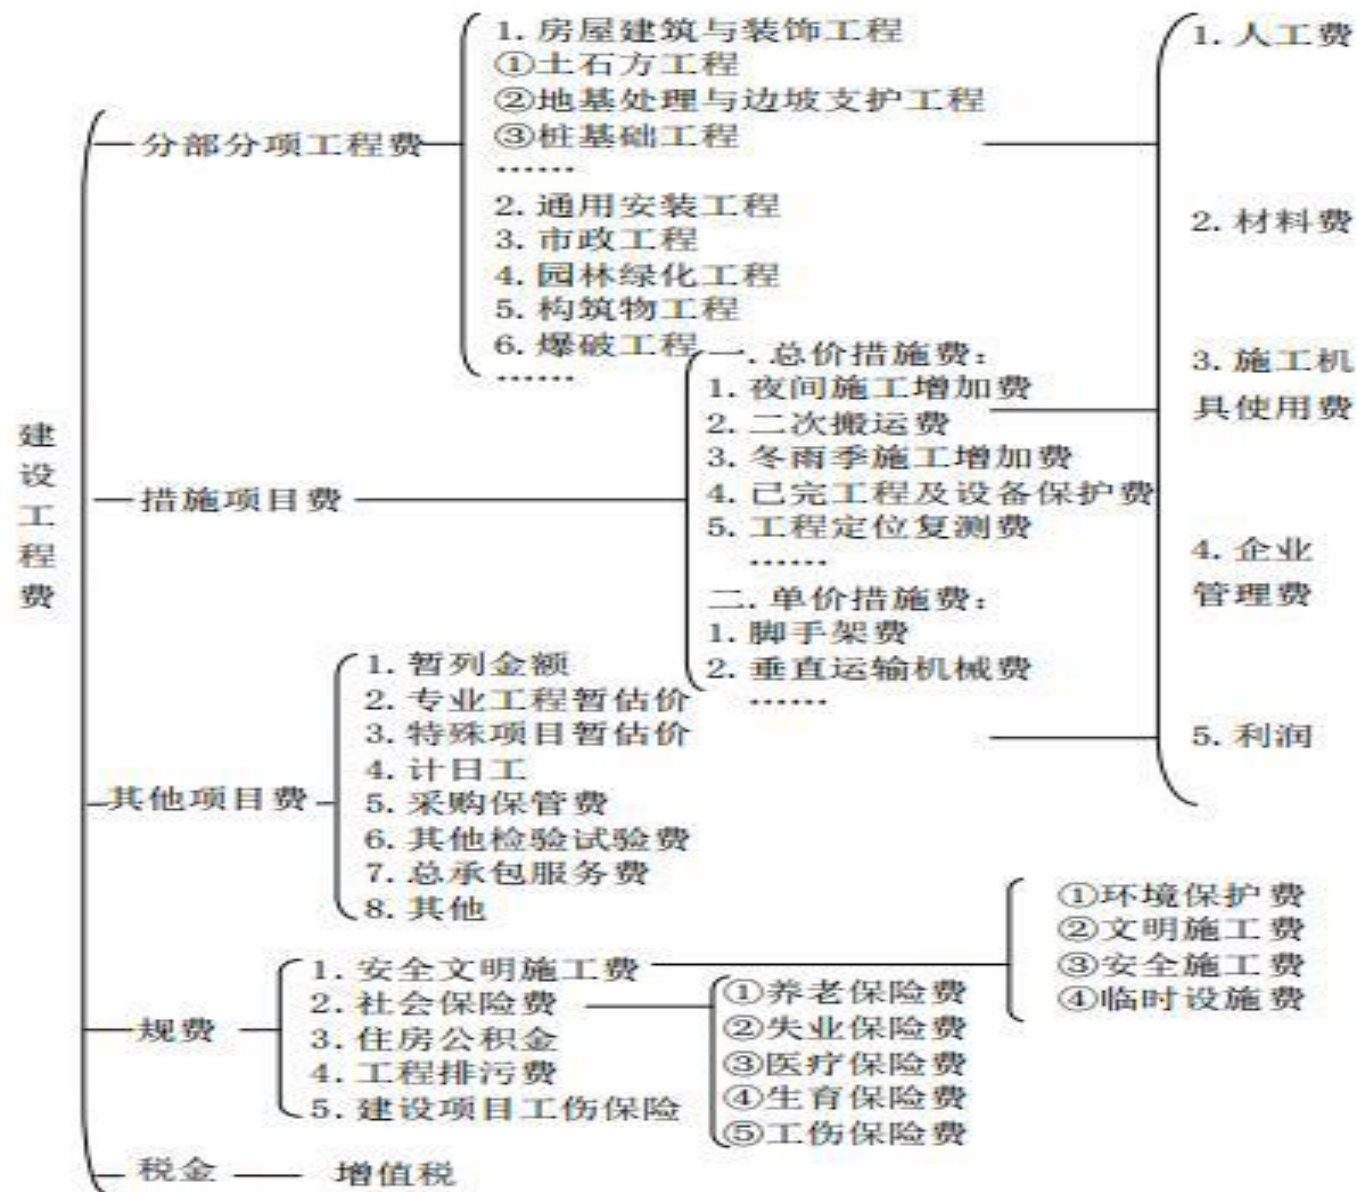 建设工程费
分部分项工程费
1. 房屋建筑与装饰工程
①土石方工程
②地基处理与边坡支护工程
③桩基础工程
……
2. 通用安装工程
3. 市政工程
4. 园林绿化工程
5. 构筑物工程
6. 爆破工程
……
措施项目费
一. 总价措施费:
1. 夜间施工增加费
2. 二次搬运费
3. 冬雨季施工增加费
4. 已完工程及设备保护费
5. 工程定位复测费
……
二. 单价措施费:
1. 脚手架费
2. 垂直运输机械费
……
其他项目费
1. 暂列金额
2. 专业工程暂估价
3. 特殊项目暂估价
4. 计日工
5. 采购保管费
6. 其他检验试验费
7. 总承包服务费
8. 其他
1. 人工费
2. 材料费
3. 施工机
具使用费
4. 企业
管理费
5. 利润
规费
1. 安全文明施工费
2. 社会保险费
3. 住房公积金
4. 工程排污费
5. 建设项目工伤保险
①环境保护费
②文明施工费
③安全施工费
④临时设施费
①养老保险费
②失业保险费
③医疗保险费
④生育保险费
⑤工伤保险费
税金
增值税